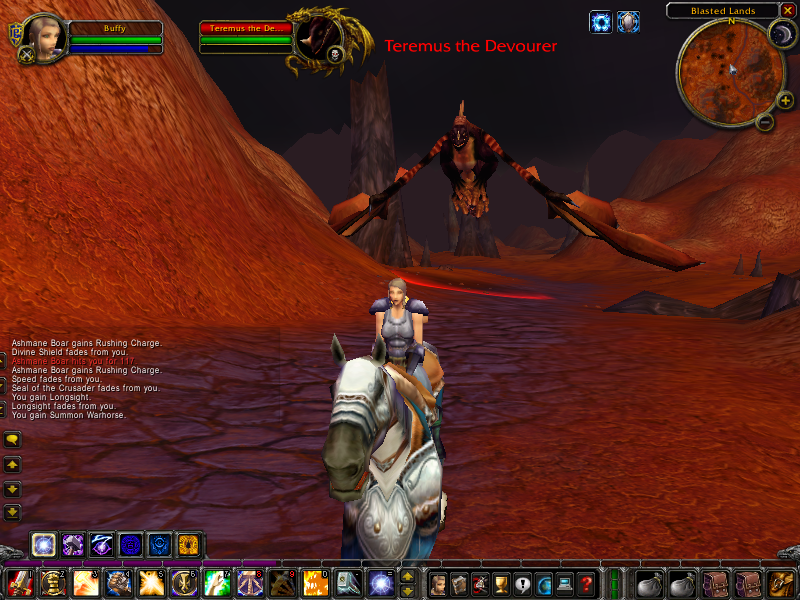 Buffy
Teremus the De...
Teremus the Devourer
Blasted Lands
N
Ashmane Boar gains Rushing Charge.
Divine Shield fades from you.
Ashmane Boar hits you for 117.
Ashmane Boar gains Rushing Charge.
Speed fades from you.
Seal of the Crusader fades from you.
You gain Longsight.
Longsight fades from you.
You gain Summon Warhorse.